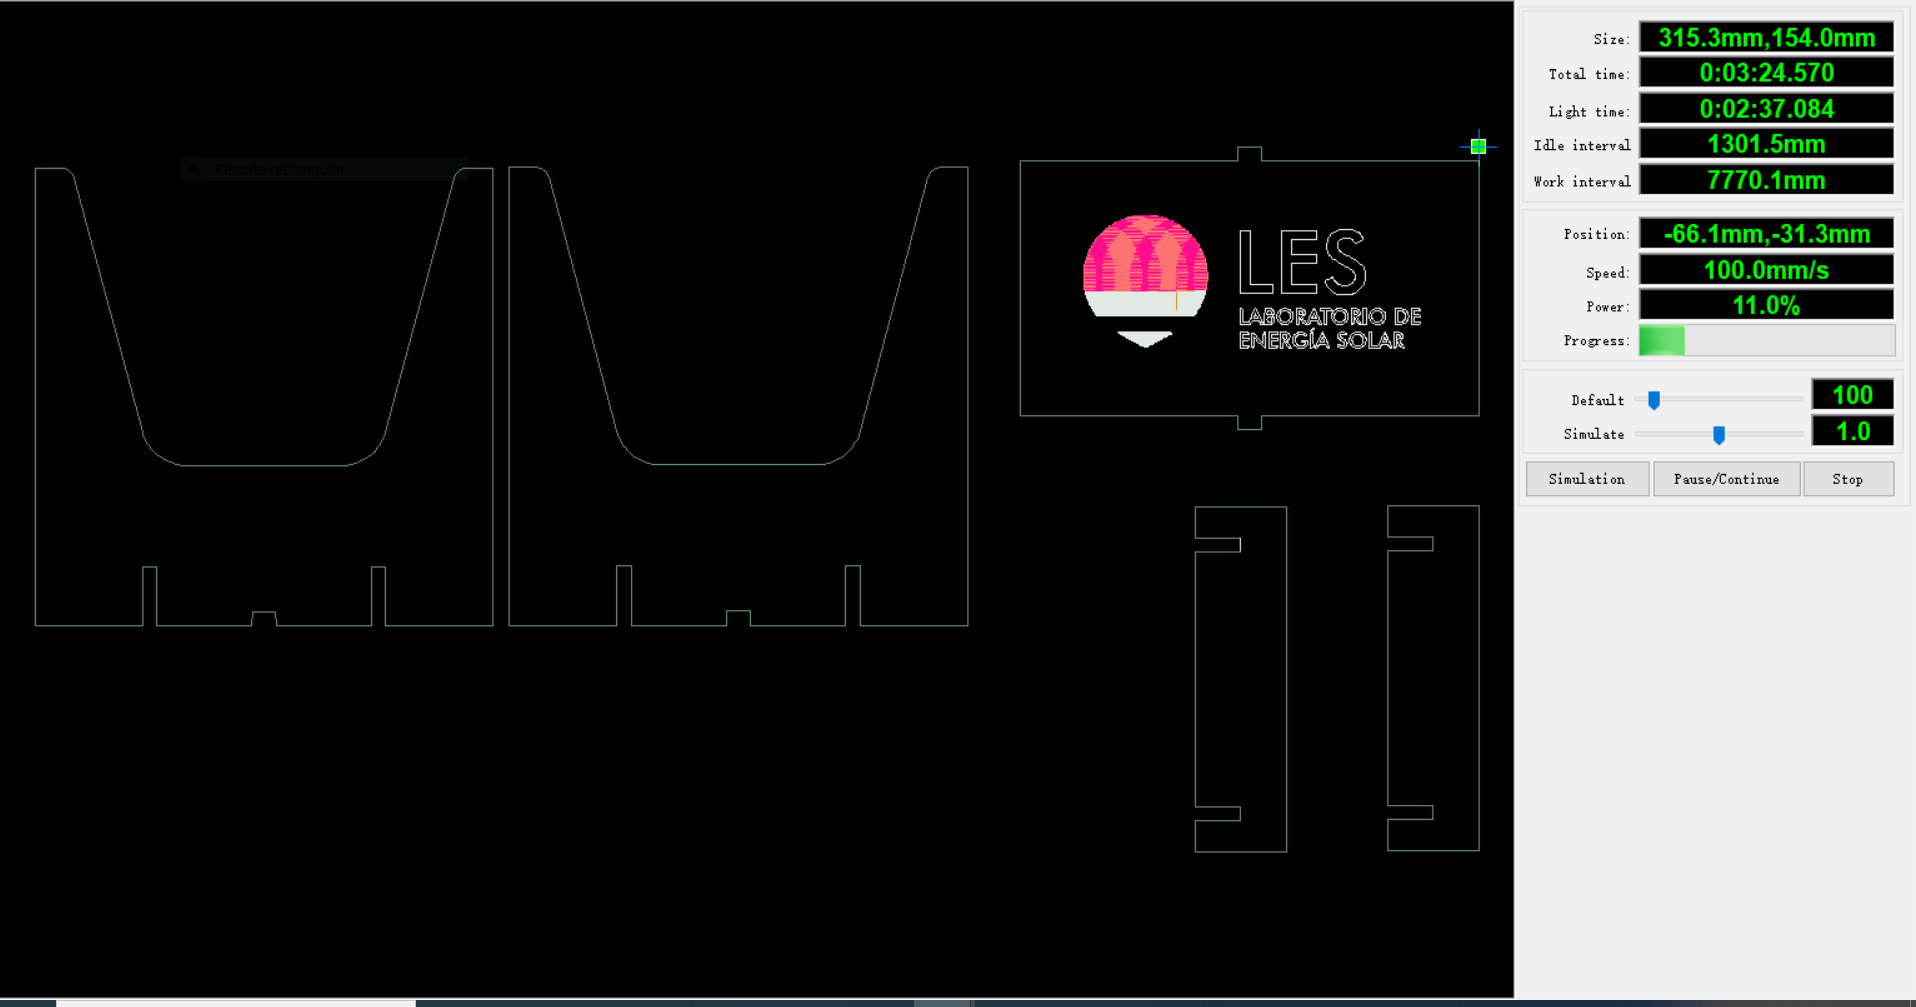 Size: 315.3mm,154.0mm
Total time: 0:03:24.570
Light time: 0:02:37.084
Idle interval 1301.5mm
Work interval 7770.1mm
Position: -66.1mm,-31.3mm
Speed: 100.0mm/s
Power: 11.0%
Progress:
Default 100
Simulate 1.0
Simulation Pause/Continue Stop
Recorte rectangular
LES
LABORATORIO DE
ENERGÍA SOLAR